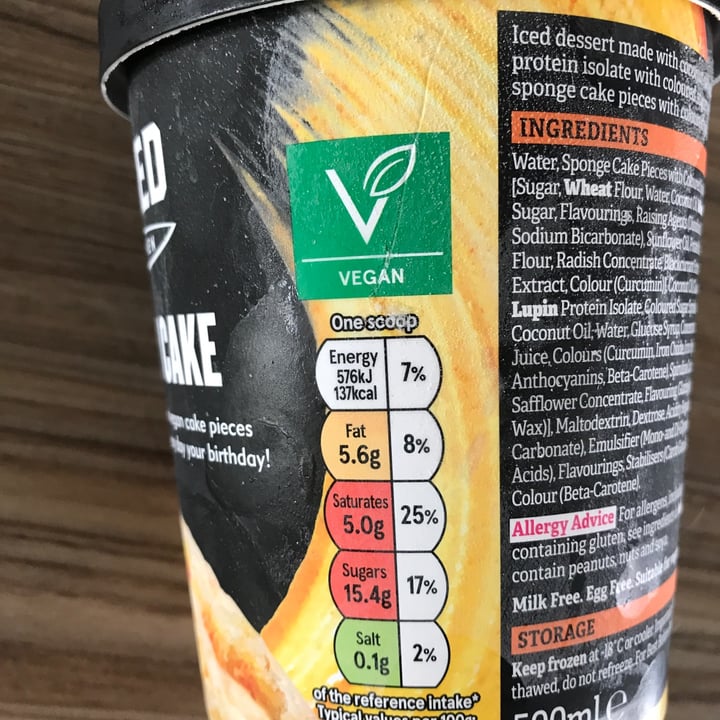 ED
CAKE
vegan cake pieces
your birthday!
V
VEGAN
One scoop
Energy
576kJ
137kcal
7%
Fat
5.6g
8%
Saturates
5.0g
25%
Sugars
15.4g
17%
Salt
0.1g
2%
of the reference intake*
Typical values per 100g:
Iced dessert made with
protein isolate with coloured
sponge cake pieces with
INGREDIENTS
Water, Sponge Cake Pieces with
[Sugar, Wheat Flour, Water, Coconut
Sugar, Flavourings, Raising Agents
Sodium Bicarbonate), Sunflower Oil,
Flour, Radish Concentrate,
Extract, Colour (Curcumin)], Coconut
Lupin Protein Isolate, Coloured
Coconut Oil, Water, Glucose Syrup,
Juice, Colours (Curcumin, Iron
Anthocyanins, Beta-Carotene),
Safflower Concentrate, Flavouring,
Wax)], Maltodextrin, Dextrose,
Carbonate), Emulsifier (Mono- and
Acids), Flavourings, Stabilisers
Colour (Beta-Carotene).
Allergy Advice For allergens,
containing gluten, see ingredients
contain peanuts, nuts and soya.
Milk Free. Egg Free. Suitable for
STORAGE
Keep frozen at -18°C or cooler.
thawed, do not refreeze. For Best
500ml e